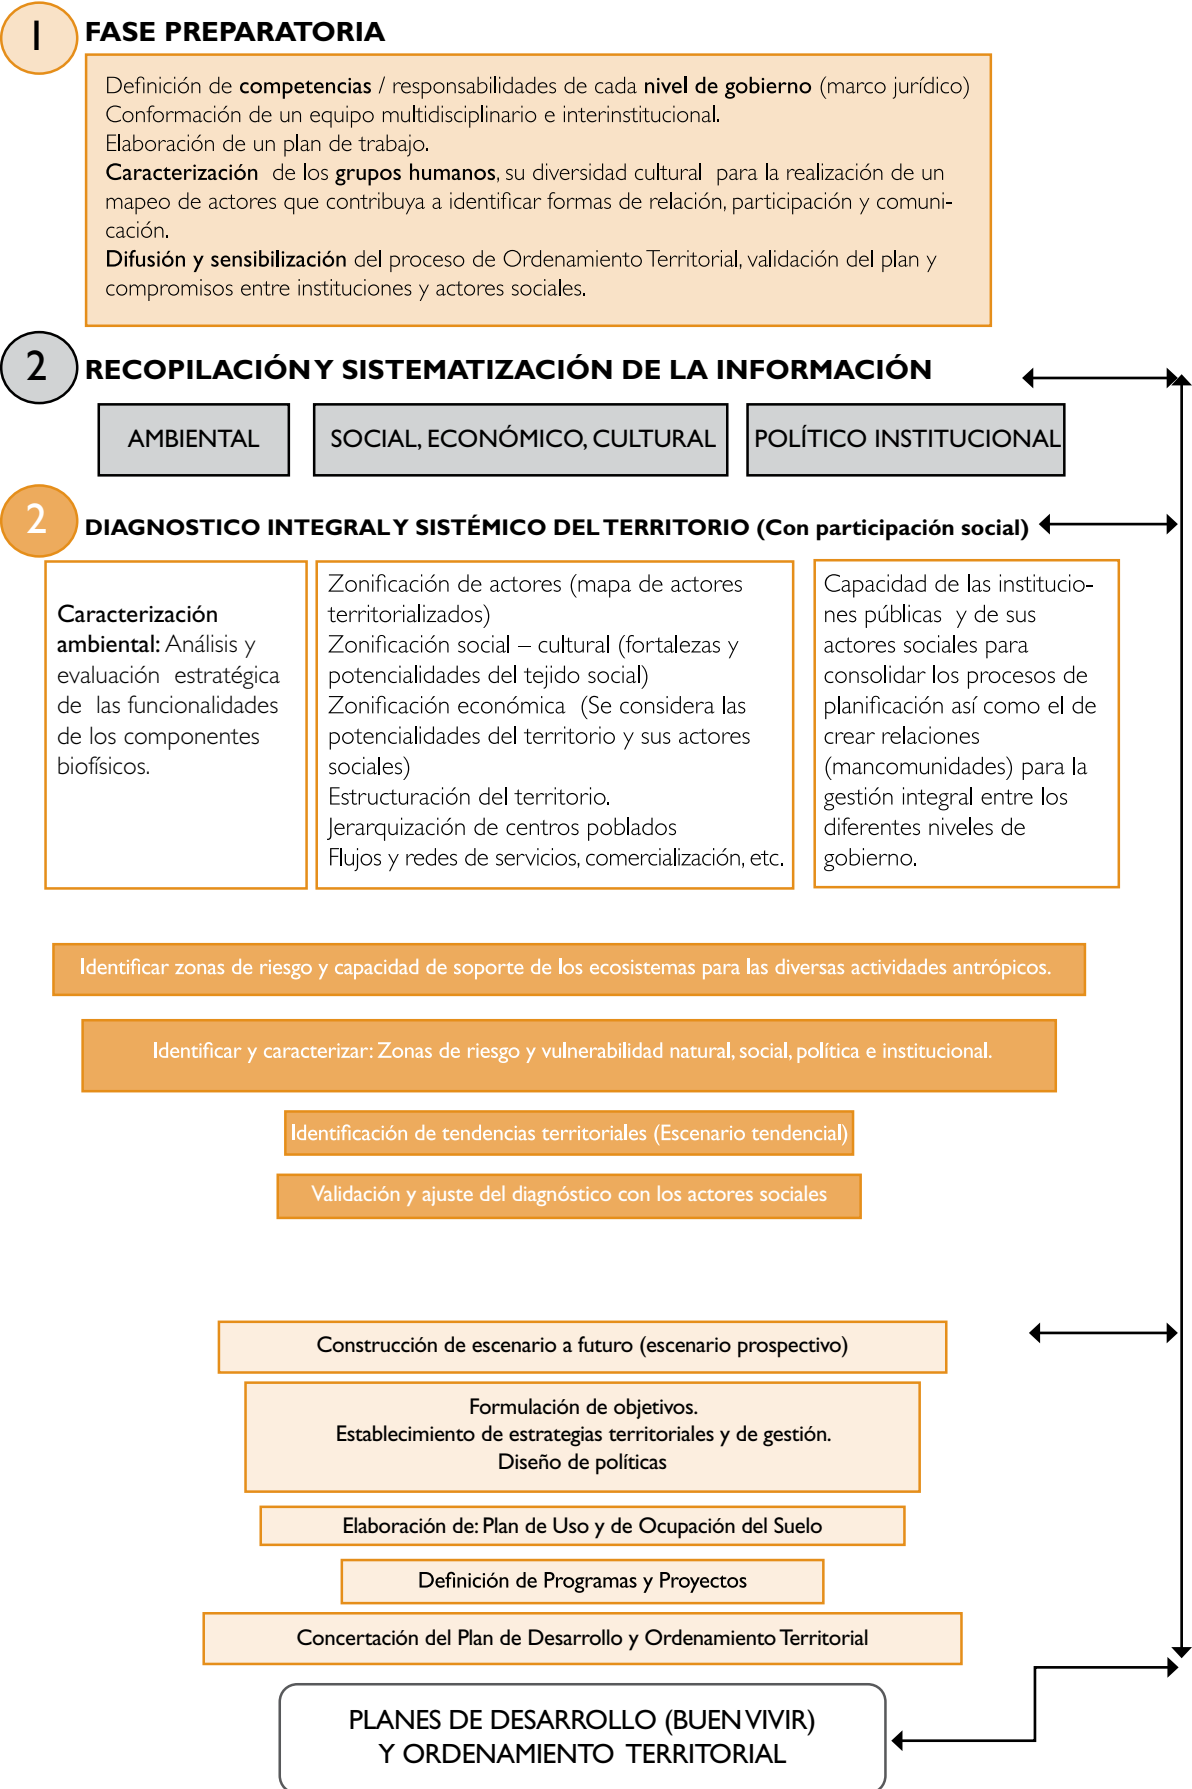 1
FASE PREPARATORIA
Definición de competencias / responsabilidades de cada nivel de gobierno (marco jurídico)
Conformación de un equipo multidisciplinario e interinstitucional.
Elaboración de un plan de trabajo.
Caracterización de los grupos humanos, su diversidad cultural para la realización de un
mapeo de actores que contribuya a identificar formas de relación, participación y comuni-
cación.
Difusión y sensibilización del proceso de Ordenamiento Territorial, validación del plan y
compromisos entre instituciones y actores sociales.
2
RECOPILACIÓN Y SISTEMATIZACIÓN DE LA INFORMACIÓN
AMBIENTAL
SOCIAL, ECONÓMICO, CULTURAL
POLÍTICO INSTITUCIONAL
2
DIAGNOSTICO INTEGRAL Y SISTÉMICO DEL TERRITORIO (Con participación social)
Caracterización
ambiental: Análisis y
evaluación estratégica
de las funcionalidades
de los componentes
biofísicos.
Zonificación de actores (mapa de actores
territorializados)
Zonificación social – cultural (fortalezas y
potencialidades del tejido social)
Zonificación económica (Se considera las
potencialidades del territorio y sus actores
sociales)
Estructuración del territorio.
Jerarquización de centros poblados
Flujos y redes de servicios, comercialización, etc.
Capacidad de las institucio-
nes públicas y de sus
actores sociales para
consolidar los procesos de
planificación así como el de
crear relaciones
(mancomunidades) para la
gestión integral entre los
diferentes niveles de
gobierno.
Identificar zonas de riesgo y capacidad de soporte de los ecosistemas para las diversas actividades antrópicos.
Identificar y caracterizar: Zonas de riesgo y vulnerabilidad natural, social, política e institucional.
Identificación de tendencias territoriales (Escenario tendencial)
Validación y ajuste del diagnóstico con los actores sociales
Construcción de escenario a futuro (escenario prospectivo)
Formulación de objetivos.
Establecimiento de estrategias territoriales y de gestión.
Diseño de políticas
Elaboración de: Plan de Uso y de Ocupación del Suelo
Definición de Programas y Proyectos
Concertación del Plan de Desarrollo y Ordenamiento Territorial
PLANES DE DESARROLLO (BUEN VIVIR)
Y ORDENAMIENTO TERRITORIAL